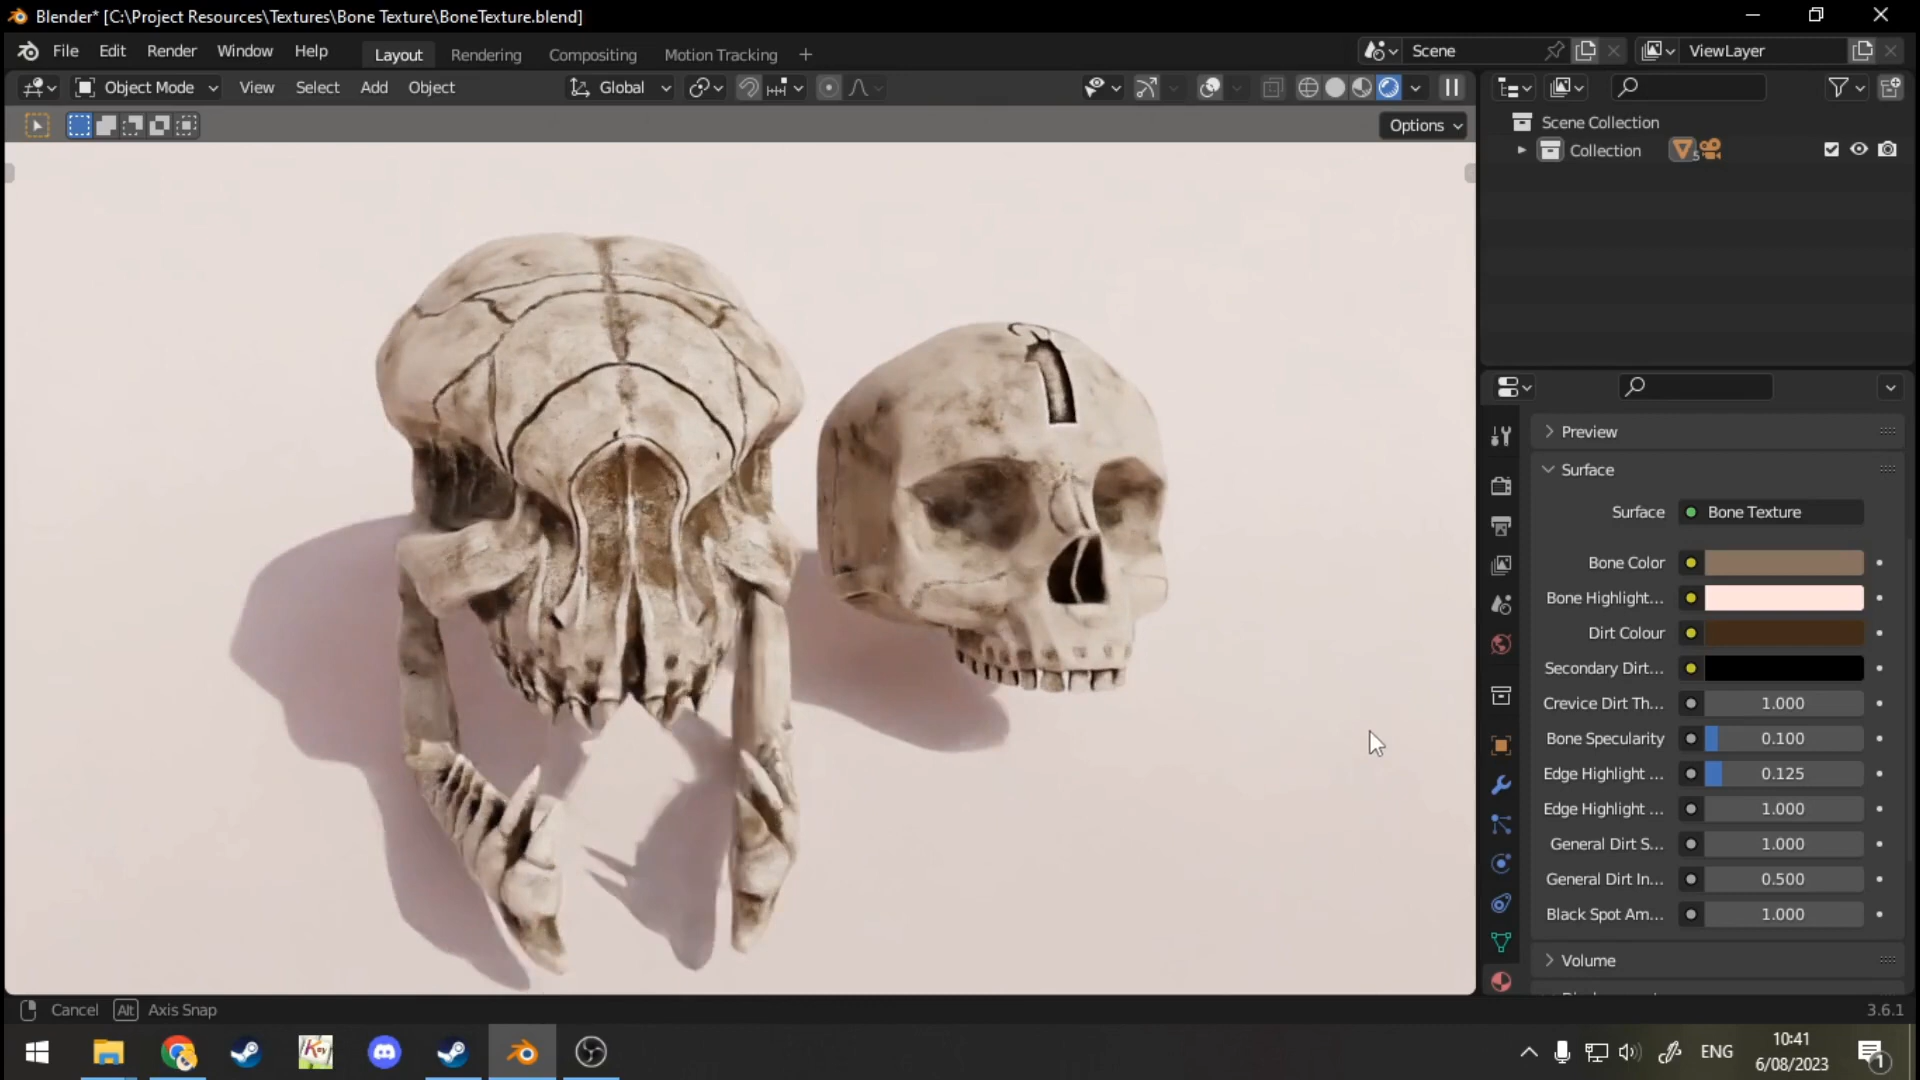 Blender* [C:\Project Resources\Textures\Bone Texture\BoneTexture.blend]
File Edit Render Window Help Layout Rendering Compositing Motion Tracking + Scene ViewLayer
Object Mode View Select Add Object Global
Options
Scene Collection
Collection 5
Preview
Surface
Surface Bone Texture
Bone Color
Bone Highlight...
Dirt Colour
Secondary Dirt...
Crevice Dirt Th... 1.000
Bone Specularity 0.100
Edge Highlight ... 0.125
Edge Highlight ... 1.000
General Dirt S... 1.000
General Dirt In... 0.500
Black Spot Am... 1.000
Volume
Cancel Alt Axis Snap 3.6.1
Key ENG 10:41
6/08/2023 1